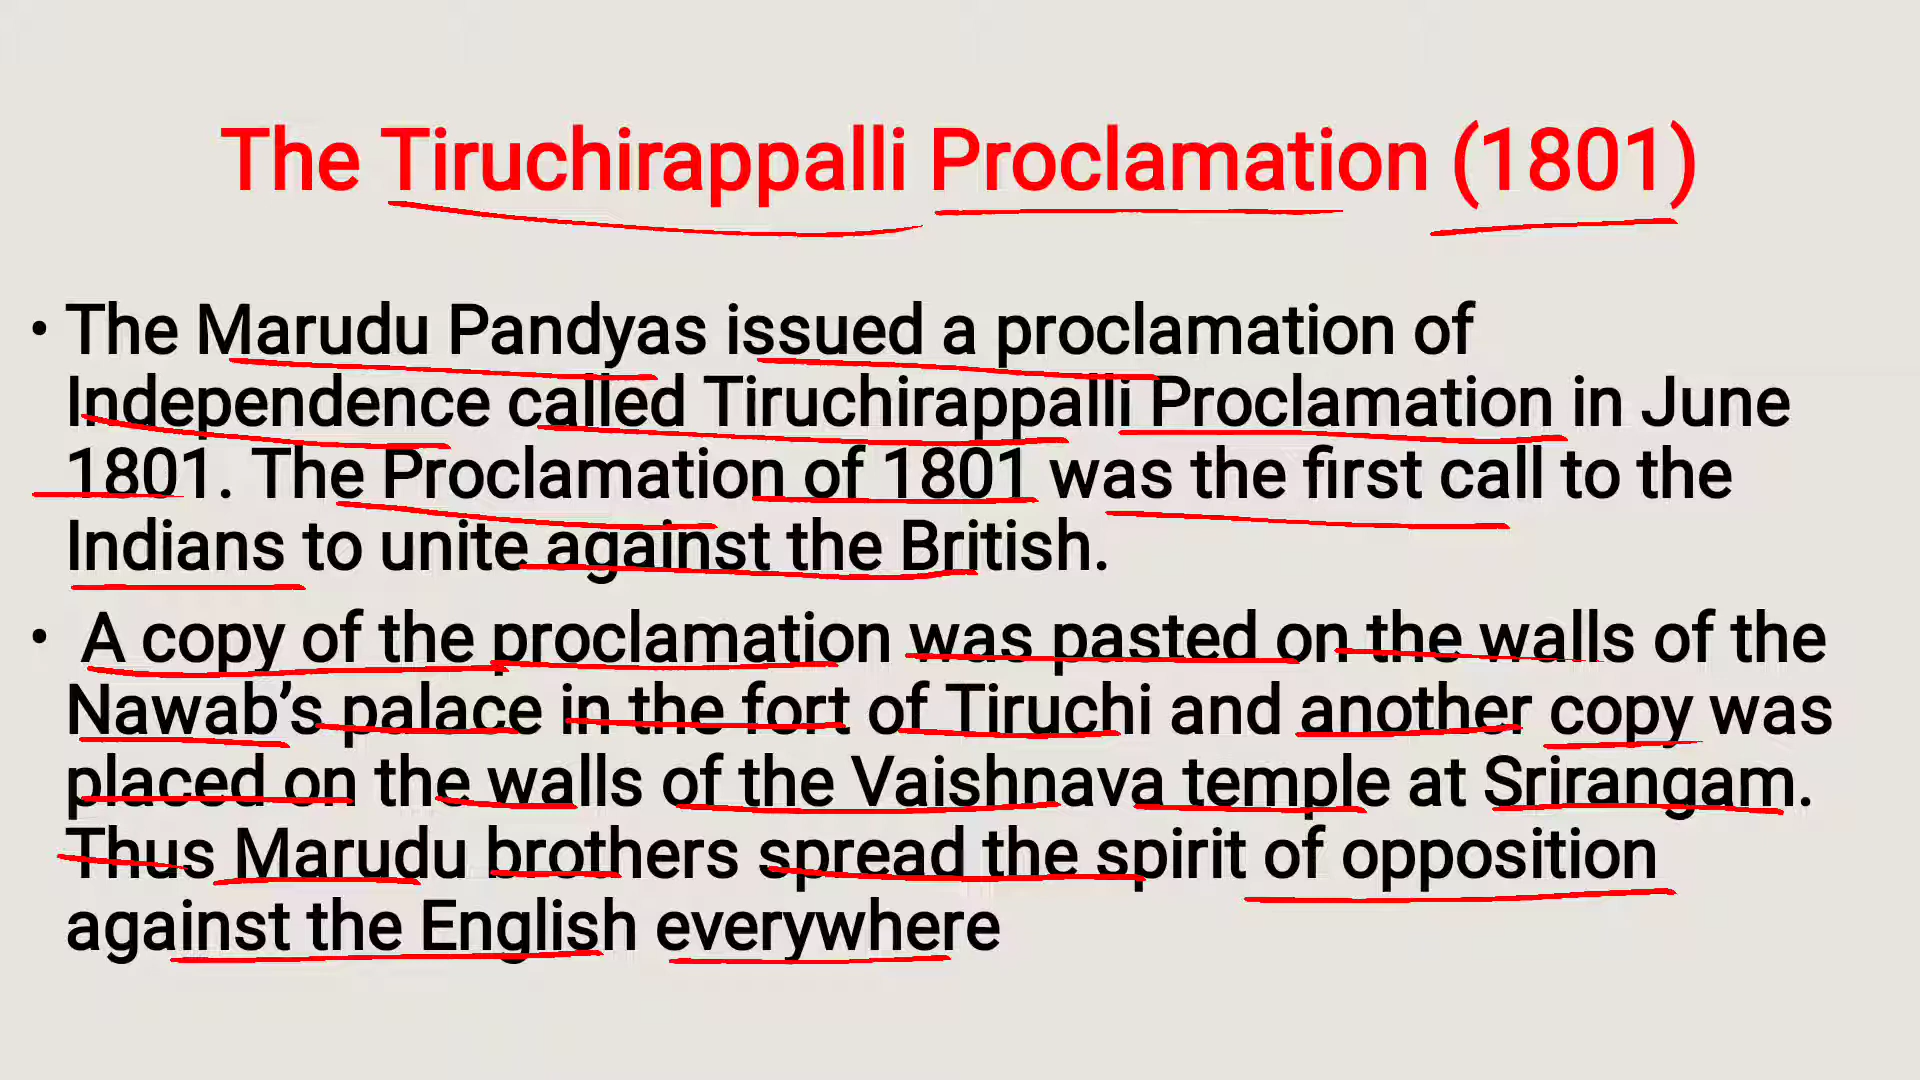 The Tiruchirappalli Proclamation (1801)
• The Marudu Pandyas issued a proclamation of
Independence called Tiruchirappalli Proclamation in June
1801. The Proclamation of 1801 was the first call to the
Indians to unite against the British.
• A copy of the proclamation was pasted on the walls of the
Nawab’s palace in the fort of Tiruchi and another copy was
placed on the walls of the Vaishnava temple at Srirangam.
Thus Marudu brothers spread the spirit of opposition
against the English everywhere